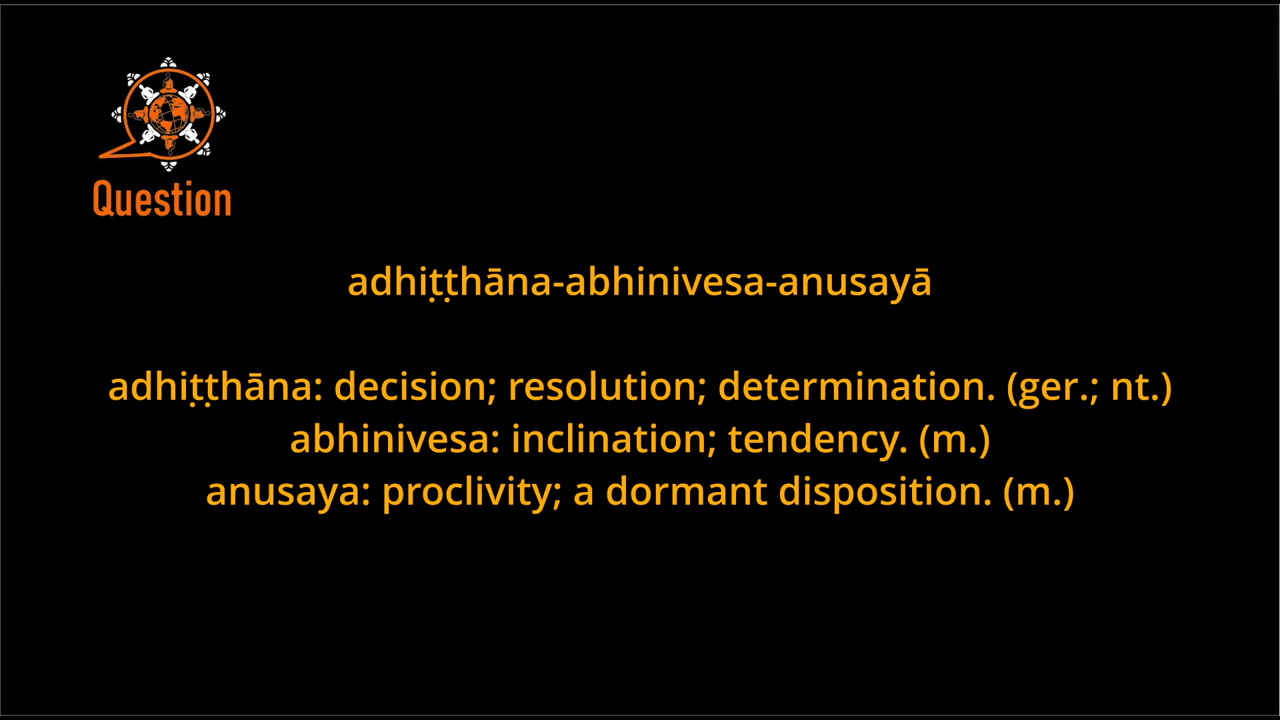 Question
adhiṭṭhāna-abhinivesa-anusayā
adhiṭṭhāna: decision; resolution; determination. (ger.; nt.)
abhinivesa: inclination; tendency. (m.)
anusaya: proclivity; a dormant disposition. (m.)